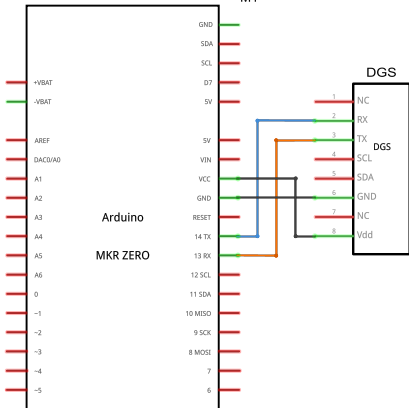 GND
SDA
SCL
+VBAT
D7
-VBAT
5V
AREF
5V
DAC0/A0
VIN
A1
VCC
A2
GND
A3
RESET
A4
14 TX
A5
13 RX
A6
12 SCL
0
11 SDA
~1
10 MISO
~2
9 SCK
~3
8 MOSI
~4
7
~5
6
Arduino
MKR ZERO
DGS
1 NC
2 RX
3 TX
4 SCL
5 SDA
6 GND
7 NC
8 Vdd
DGS